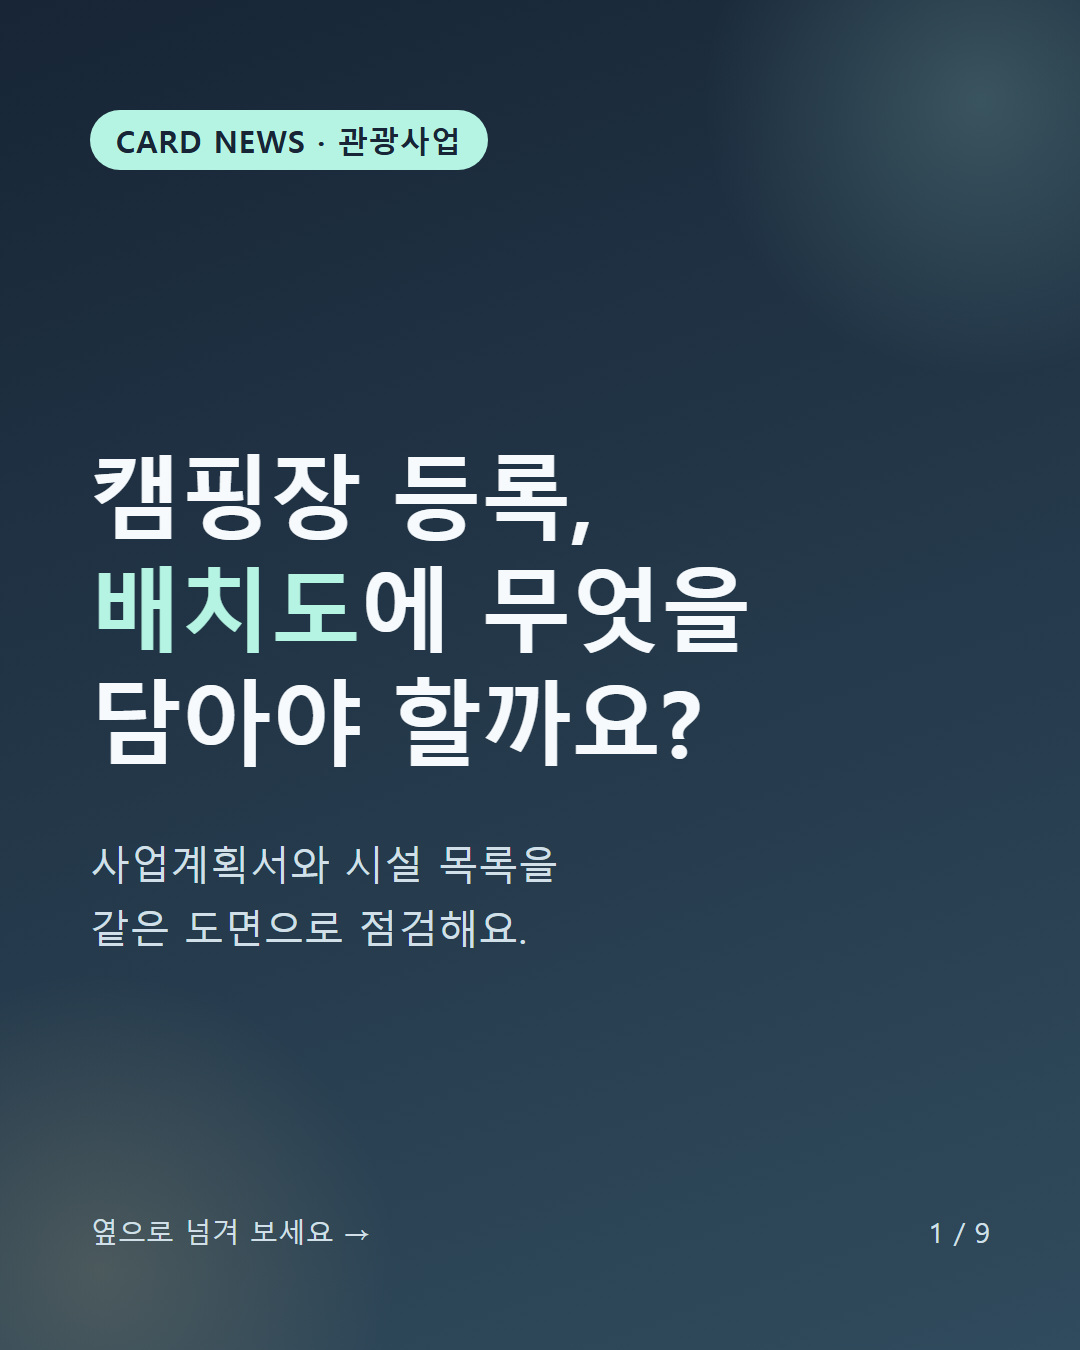 CARD NEWS · 관광사업
캠핑장 등록,
배치도에 무엇을
담아야 할까요?
사업계획서와 시설 목록을
같은 도면으로 점검해요.
옆으로 넘겨 보세요 →
1 / 9